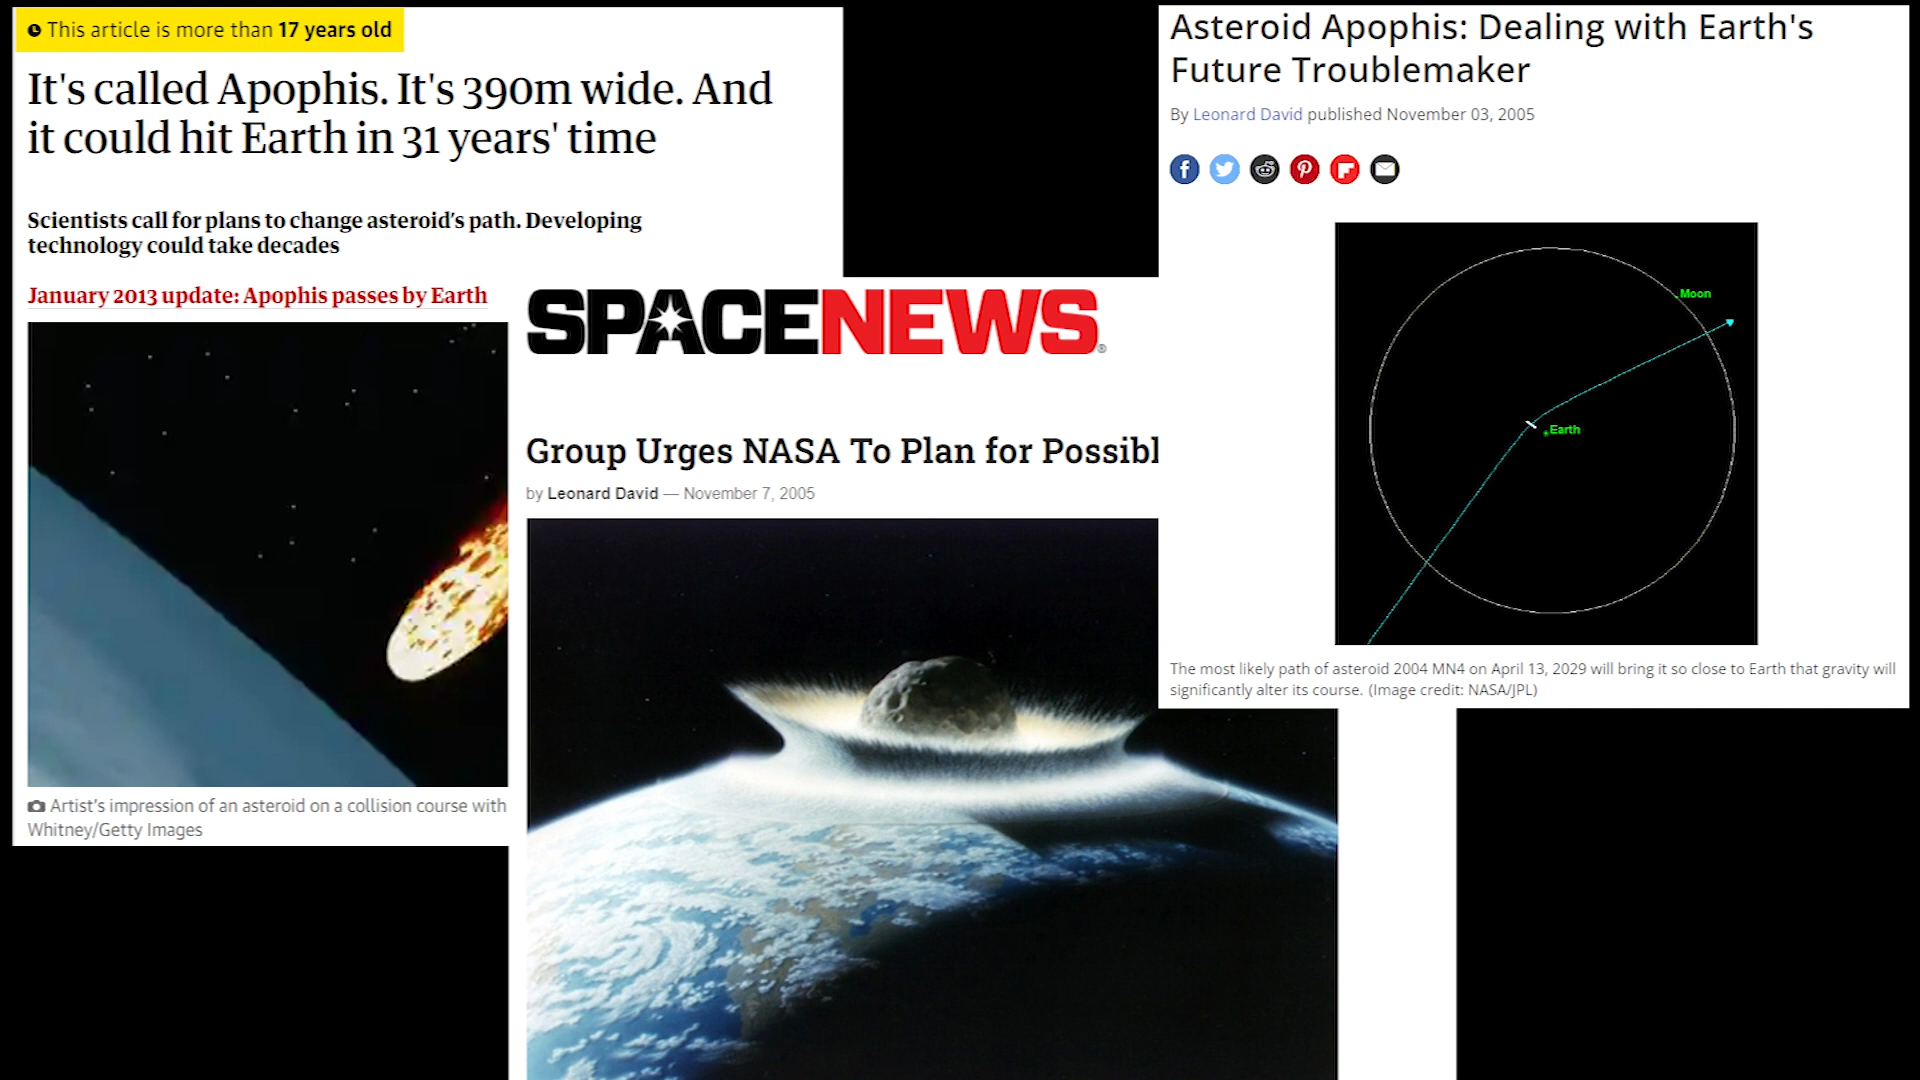 This article is more than 17 years old
It's called Apophis. It's 390m wide. And
it could hit Earth in 31 years' time
Scientists call for plans to change asteroid's path. Developing
technology could take decades
January 2013 update: Apophis passes by Earth
Artist's impression of an asteroid on a collision course with
Whitney/Getty Images
SPACENEWS®
Group Urges NASA To Plan for Possibl
by Leonard David — November 7, 2005
Asteroid Apophis: Dealing with Earth's
Future Troublemaker
By Leonard David published November 03, 2005
Moon
Earth
The most likely path of asteroid 2004 MN4 on April 13, 2029 will bring it so close to Earth that gravity will
significantly alter its course. (Image credit: NASA/JPL)